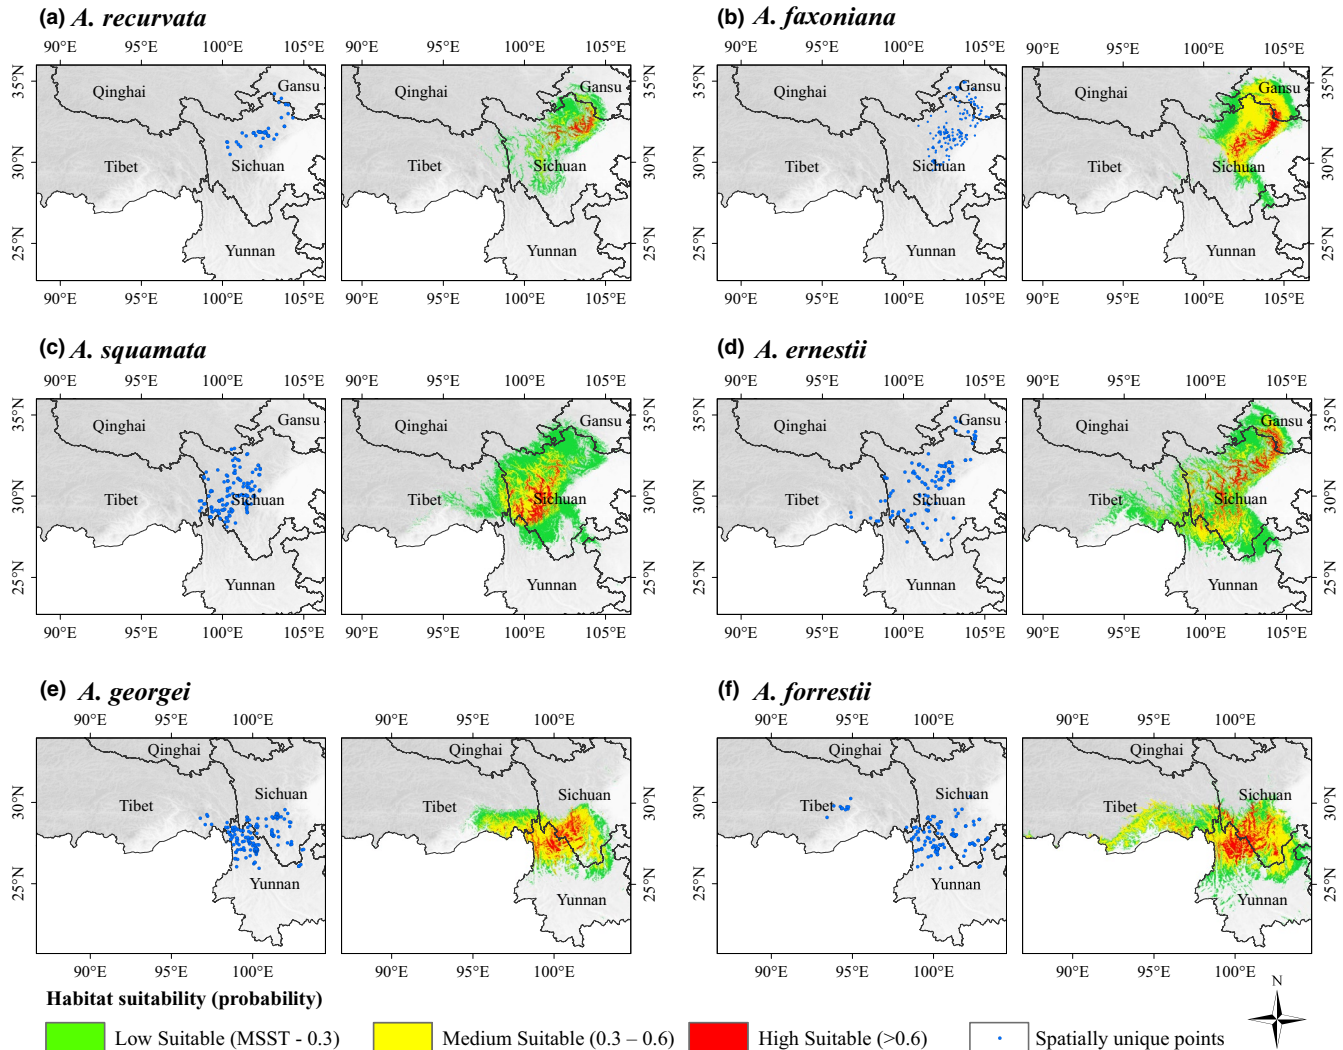 (a) A. recurvata
(b) A. faxoniana
90°E 95°E 100°E 105°E 90°E 95°E 100°E 105°E
90°E 95°E 100°E 105°E 90°E 95°E 100°E 105°E
35°N 30°N 25°N
Qinghai Gansu Tibet Sichuan Yunnan
Qinghai Gansu Tibet Sichuan Yunnan
35°N 30°N 25°N
35°N 30°N 25°N
Qinghai Gansu Tibet Sichuan Yunnan
Qinghai Gansu Tibet Sichuan Yunnan
35°N 30°N 25°N
90°E 95°E 100°E 105°E 90°E 95°E 100°E 105°E
90°E 95°E 100°E 105°E 90°E 95°E 100°E 105°E
(c) A. squamata
(d) A. ernestii
90°E 95°E 100°E 105°E 90°E 95°E 100°E 105°E
90°E 95°E 100°E 105°E 90°E 95°E 100°E 105°E
35°N 30°N 25°N
Qinghai Gansu Tibet Sichuan Yunnan
Qinghai Gansu Tibet Sichuan Yunnan
35°N 30°N 25°N
35°N 30°N 25°N
Qinghai Gansu Tibet Sichuan Yunnan
Qinghai Gansu Tibet Sichuan Yunnan
35°N 30°N 25°N
90°E 95°E 100°E 105°E 90°E 95°E 100°E 105°E
90°E 95°E 100°E 105°E 90°E 95°E 100°E 105°E
(e) A. georgei
(f) A. forrestii
90°E 95°E 100°E 90°E 95°E 100°E
90°E 95°E 100°E 90°E 95°E 100°E
30°N 25°N
Qinghai Tibet Sichuan Yunnan
Qinghai Tibet Sichuan Yunnan
30°N 25°N
30°N 25°N
Qinghai Tibet Sichuan Yunnan
Qinghai Tibet Sichuan Yunnan
30°N 25°N
90°E 95°E 100°E 90°E 95°E 100°E
90°E 95°E 100°E 90°E 95°E 100°E
Habitat suitability (probability)
N
Low Suitable (MSST - 0.3) Medium Suitable (0.3 – 0.6) High Suitable (>0.6) Spatially unique points